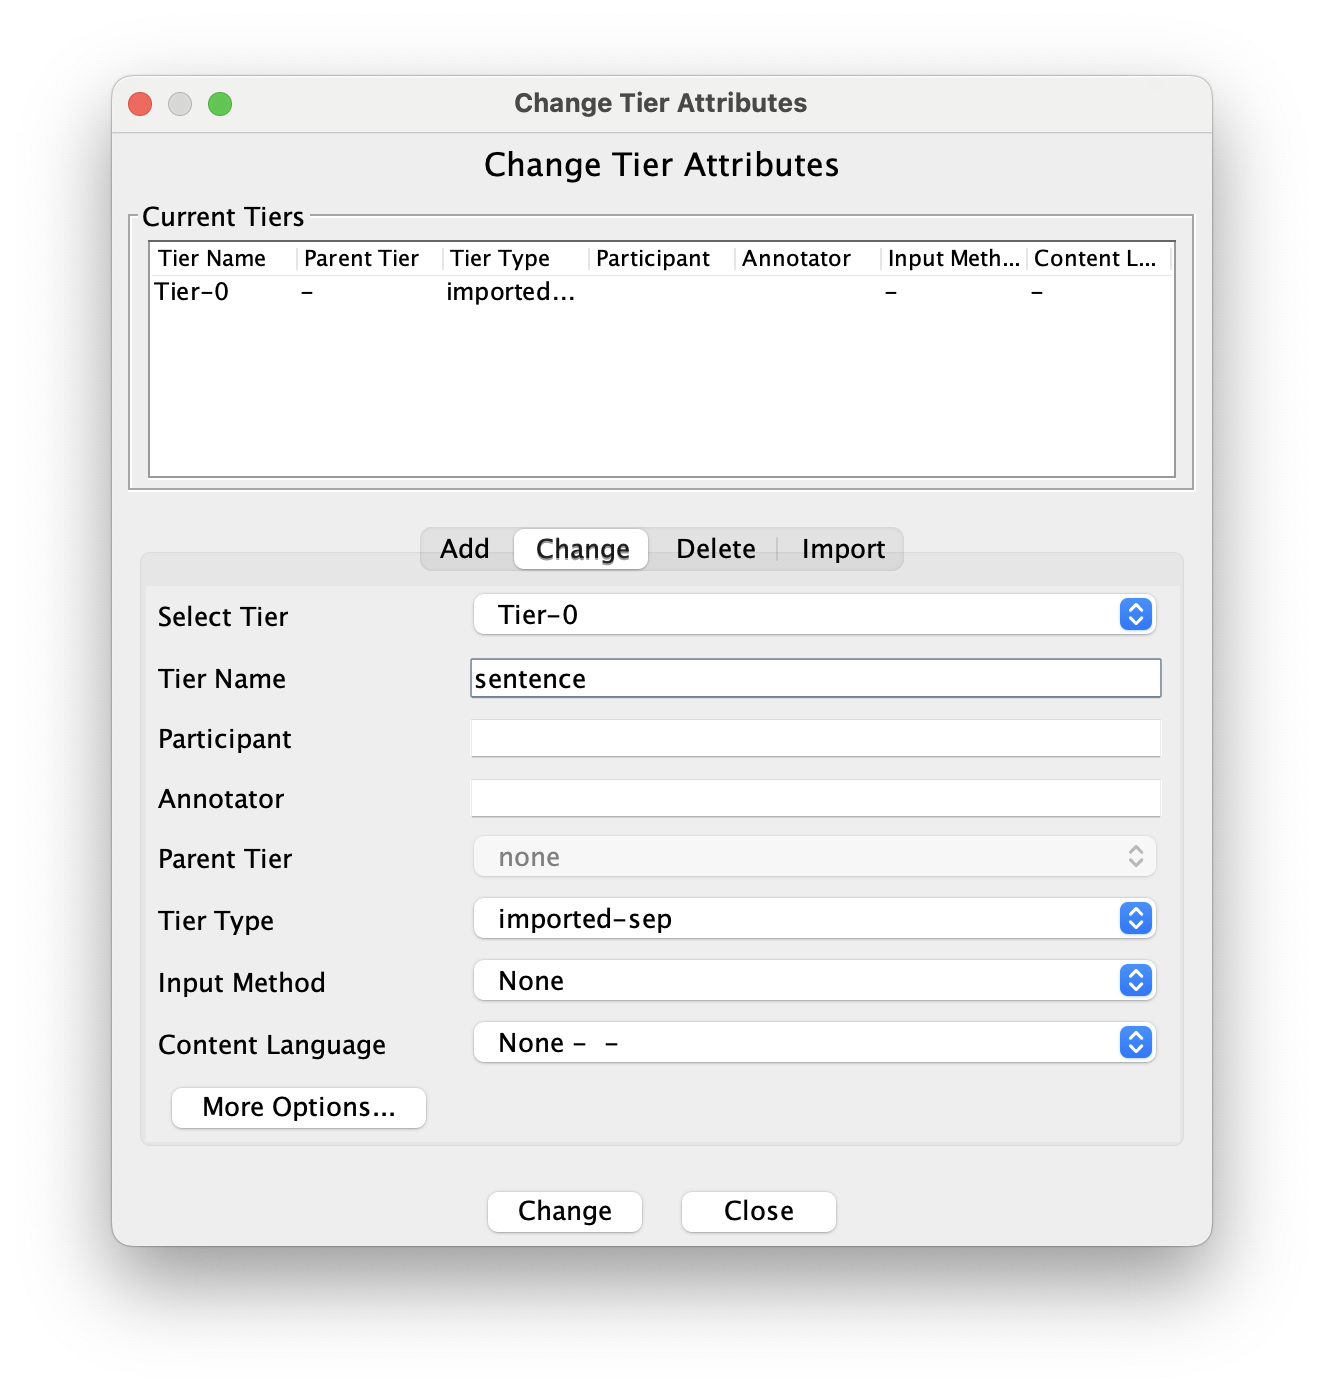 Change Tier Attributes
Change Tier Attributes
Current Tiers
Tier Name Parent Tier Tier Type Participant Annotator Input Meth... Content L...
Tier-0 - imported... - -
Add Change Delete Import
Select Tier Tier-0
Tier Name sentence
Participant
Annotator
Parent Tier none
Tier Type imported-sep
Input Method None
Content Language None - -
More Options...
Change Close